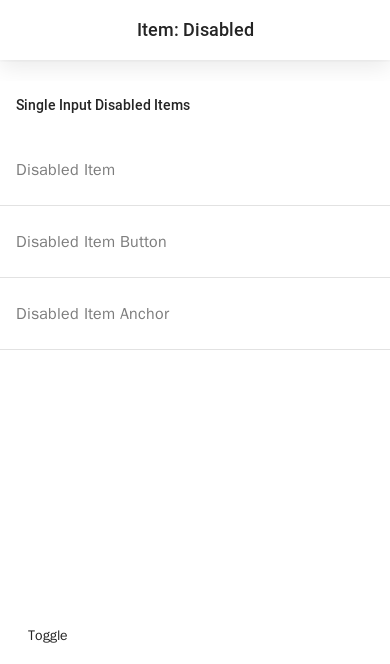 Item: Disabled
Single Input Disabled Items
Disabled Item
Disabled Item Button
Disabled Item Anchor
Toggle